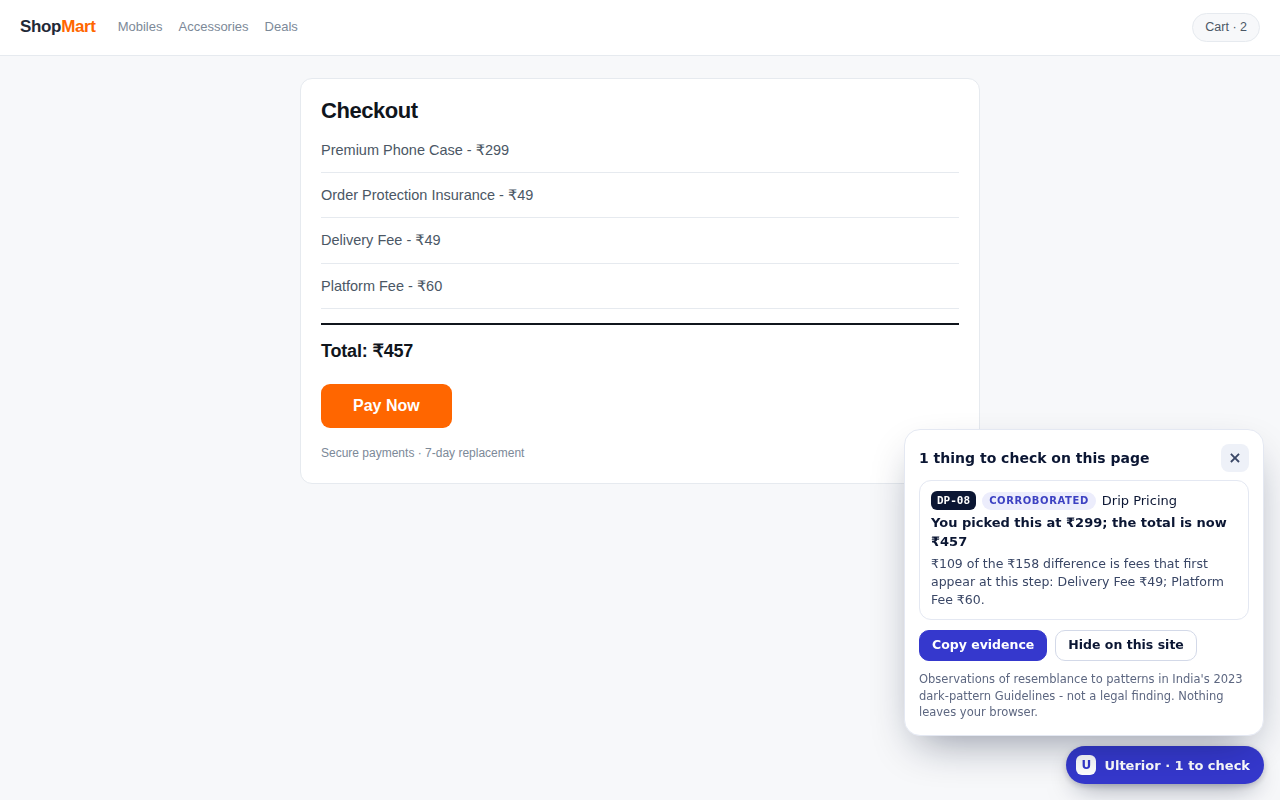 ShopMart Mobiles Accessories Deals Cart · 2
Checkout
Premium Phone Case - ₹299
Order Protection Insurance - ₹49
Delivery Fee - ₹49
Platform Fee - ₹60
Total: ₹457
Pay Now
Secure payments · 7-day replacement
1 thing to check on this page ×
DP-08 CORROBORATED Drip Pricing
You picked this at ₹299; the total is now
₹457
₹109 of the ₹158 difference is fees that first
appear at this step: Delivery Fee ₹49; Platform
Fee ₹60.
Copy evidence Hide on this site
Observations of resemblance to patterns in India's 2023
dark-pattern Guidelines - not a legal finding. Nothing
leaves your browser.
U Ulterior · 1 to check